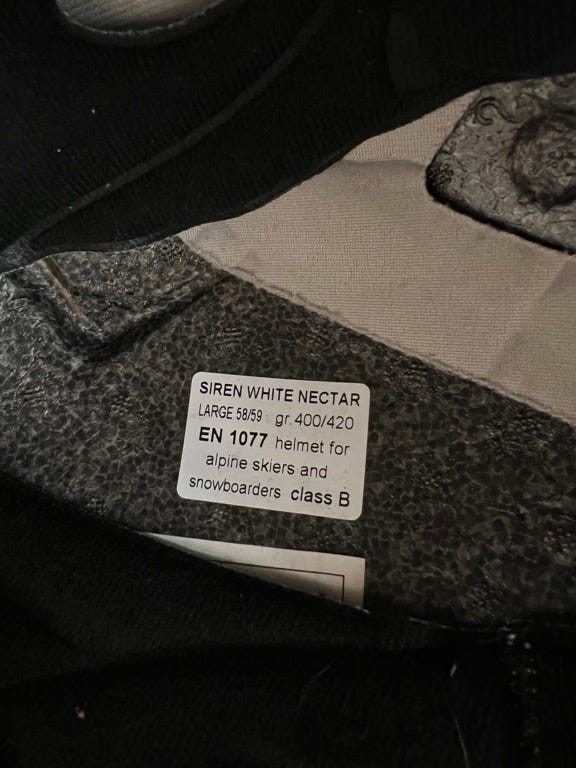 SIREN WHITE NECTAR
LARGE 58/59 gr.400/420
EN 1077 helmet for
alpine skiers and
snowboarders class B